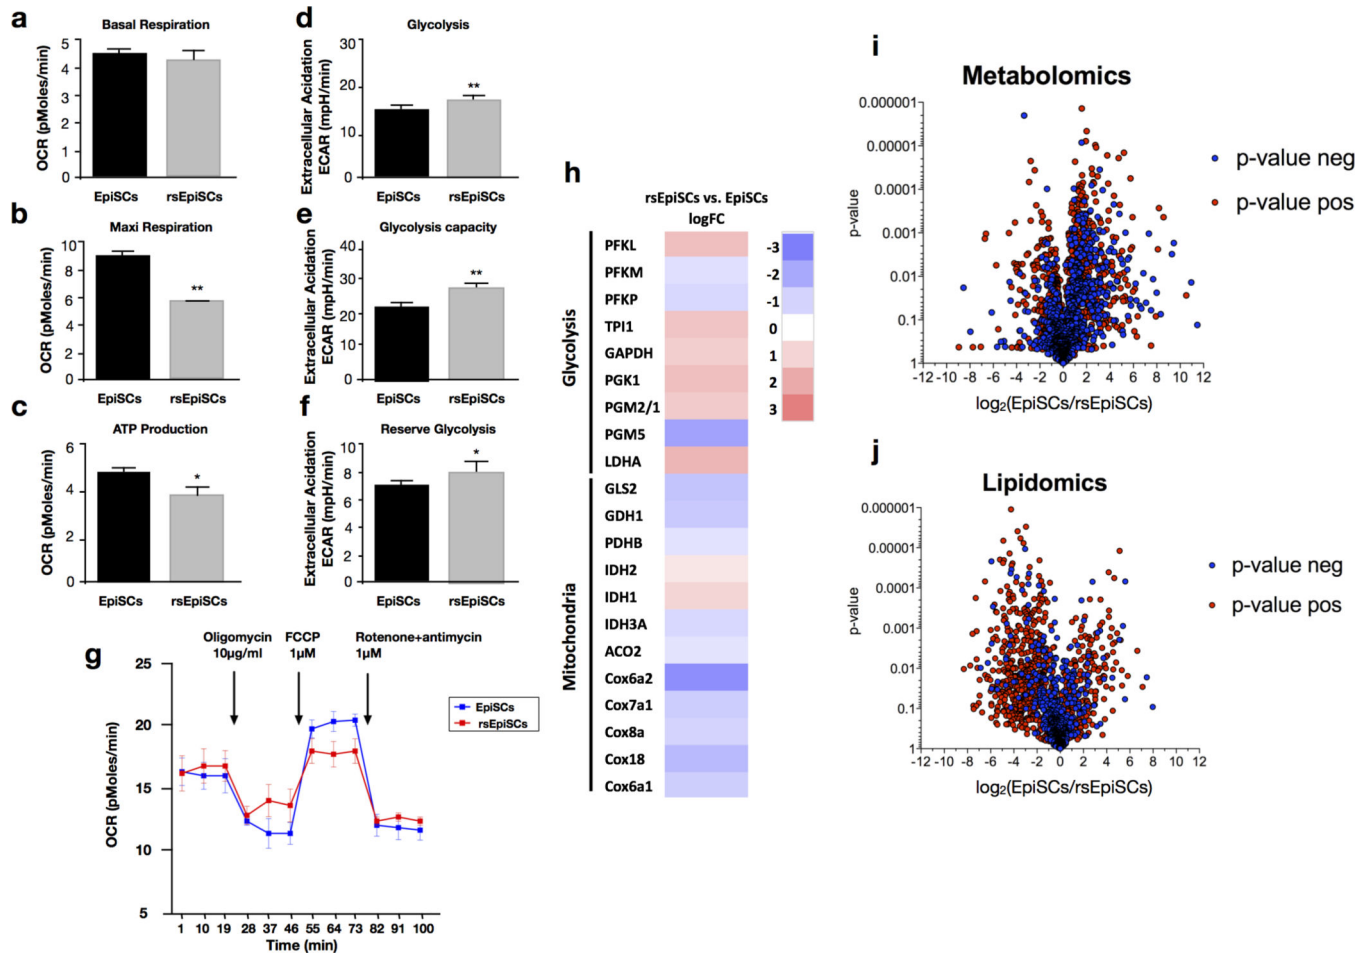 a
Basal Respiration
OCR (pMoles/min)
5
4
3
2
1
0
EpiSCs
rsEpiSCs
b
Maxi Respiration
OCR (pMoles/min)
10
8
6
4
2
0
**
EpiSCs
rsEpiSCs
c
ATP Production
OCR (pMoles/min)
6
4
2
0
*
EpiSCs
rsEpiSCs
d
Glycolysis
Extracellular Acidation
ECAR (mpH/min)
30
20
10
0
**
EpiSCs
rsEpiSCs
e
Glycolysis capacity
Extracellular Acidation
ECAR (mpH/min)
40
30
20
10
0
**
EpiSCs
rsEpiSCs
f
Reserve Glycolysis
Extracellular Acidation
ECAR (mpH/min)
10
8
6
4
2
0
*
EpiSCs
rsEpiSCs
g
Oligomycin
10μg/ml
FCCP
1μM
Rotenone+antimycin
1μM
OCR (pMoles/min)
25
20
15
10
5
EpiSCs
rsEpiSCs
1 10 19 28 37 46 55 64 73 82 91 100
Time (min)
h
rsEpiSCs vs. EpiSCs
logFC
Glycolysis
PFKL
PFKM
PFKP
TPI1
GAPDH
PGK1
PGM2/1
PGM5
LDHA
Mitochondria
GLS2
GDH1
PDHB
IDH2
IDH1
IDH3A
ACO2
Cox6a2
Cox7a1
Cox8a
Cox18
Cox6a1
-3
-2
-1
0
1
2
3
i
Metabolomics
p-value
0.000001
0.00001
0.0001
0.001
0.01
0.1
1
-12 -10 -8 -6 -4 -2 0 2 4 6 8 10 12
log₂(EpiSCs/rsEpiSCs)
p-value neg
p-value pos
j
Lipidomics
p-value
0.000001
0.00001
0.0001
0.001
0.01
0.1
1
-12 -10 -8 -6 -4 -2 0 2 4 6 8 10 12
log₂(EpiSCs/rsEpiSCs)
p-value neg
p-value pos